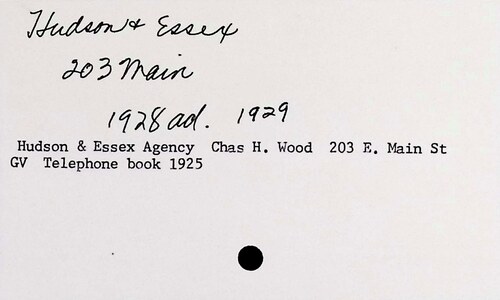 Hudson & Essex
203 Main
1928 ad. 1929
Hudson & Essex Agency Chas H. Wood 203 E. Main St
GV Telephone book 1925